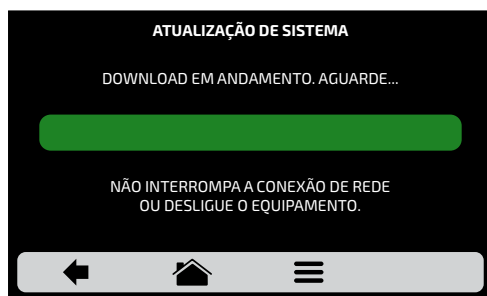 ATUALIZAÇÃO DE SISTEMA
DOWNLOAD EM ANDAMENTO. AGUARDE...
NÃO INTERROMPA A CONEXÃO DE REDE
OU DESLIGUE O EQUIPAMENTO.